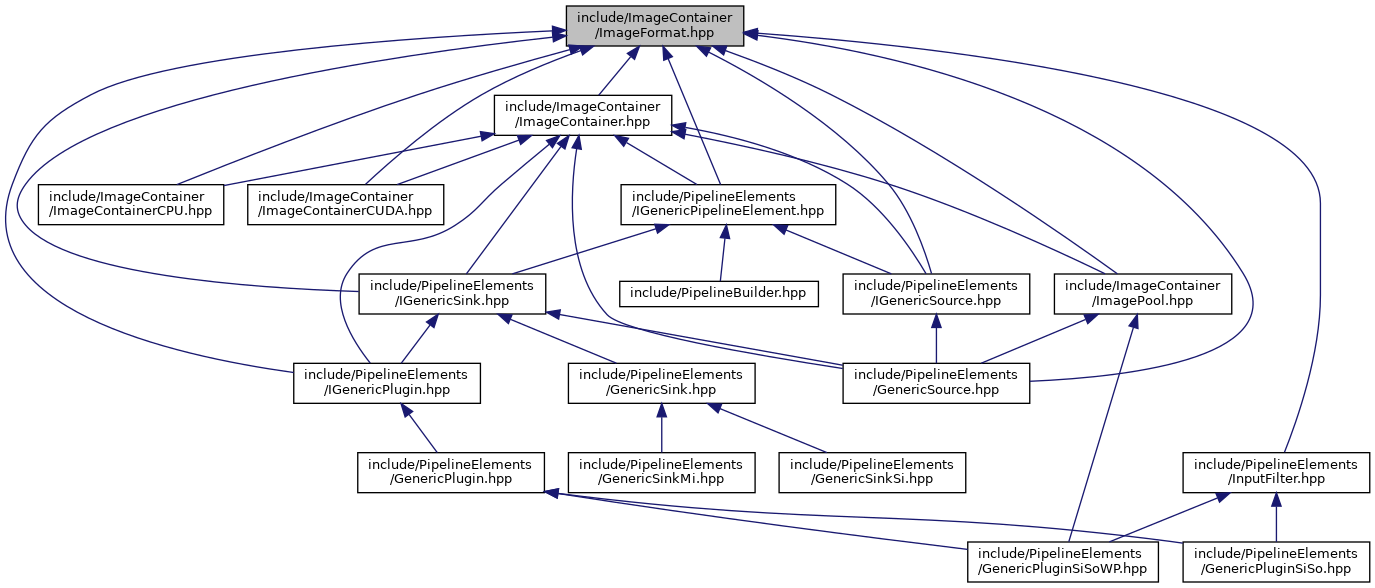 include/ImageContainer
/ImageFormat.hpp
include/ImageContainer
/ImageContainer.hpp
include/ImageContainer
/ImageContainerCPU.hpp
include/ImageContainer
/ImageContainerCUDA.hpp
include/PipelineElements
/IGenericPipelineElement.hpp
include/PipelineElements
/IGenericSink.hpp
include/PipelineBuilder.hpp
include/PipelineElements
/IGenericSource.hpp
include/ImageContainer
/ImagePool.hpp
include/PipelineElements
/IGenericPlugin.hpp
include/PipelineElements
/GenericSink.hpp
include/PipelineElements
/GenericSource.hpp
include/PipelineElements
/GenericPlugin.hpp
include/PipelineElements
/GenericSinkMi.hpp
include/PipelineElements
/GenericSinkSi.hpp
include/PipelineElements
/InputFilter.hpp
include/PipelineElements
/GenericPluginSiSoWP.hpp
include/PipelineElements
/GenericPluginSiSo.hpp